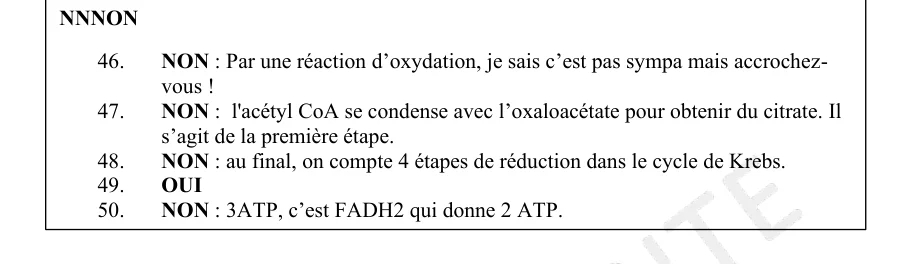 NNNON
46. NON : Par une réaction d’oxydation, je sais c’est pas sympa mais accrochez-
vous !
47. NON : l'acétyl CoA se condense avec l’oxaloacétate pour obtenir du citrate. Il
s’agit de la première étape.
48. NON : au final, on compte 4 étapes de réduction dans le cycle de Krebs.
49. OUI
50. NON : 3ATP, c’est FADH2 qui donne 2 ATP.